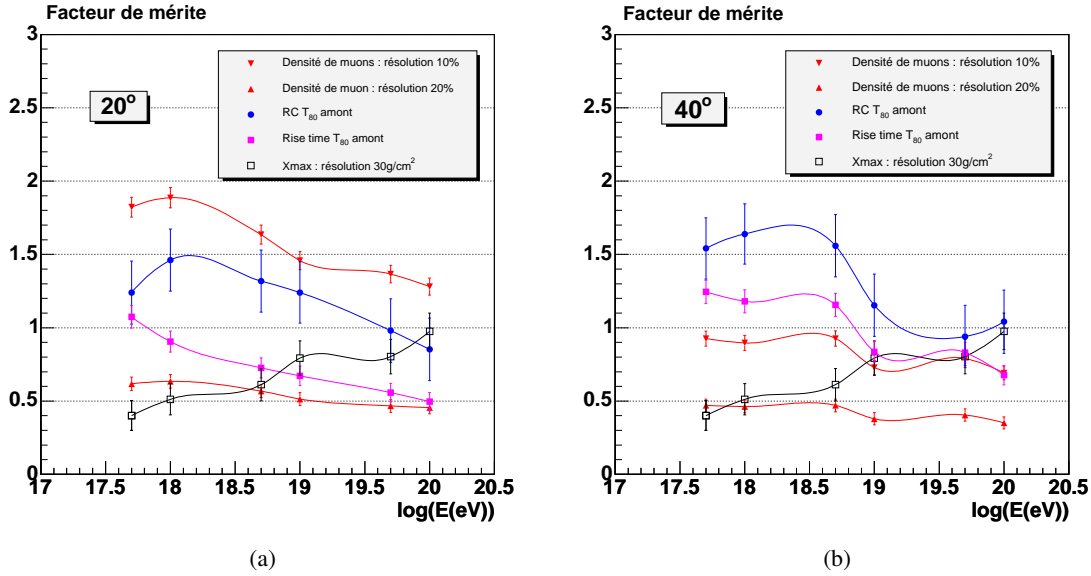 Facteur de mérite
3
2.5
2
1.5
1
0.5
0
20°
Densité de muons : résolution 10%
Densité de muon : résolution 20%
RC T80 amont
Rise time T80 amont
Xmax : résolution 30g/cm²
17 17.5 18 18.5 19 19.5 20 20.5
log(E(eV))
(a)
Facteur de mérite
3
2.5
2
1.5
1
0.5
0
40°
Densité de muons : résolution 10%
Densité de muons : résolution 20%
RC T80 amont
Rise time T80 amont
Xmax : résolution 30g/cm²
17 17.5 18 18.5 19 19.5 20 20.5
log(E(eV))
(b)